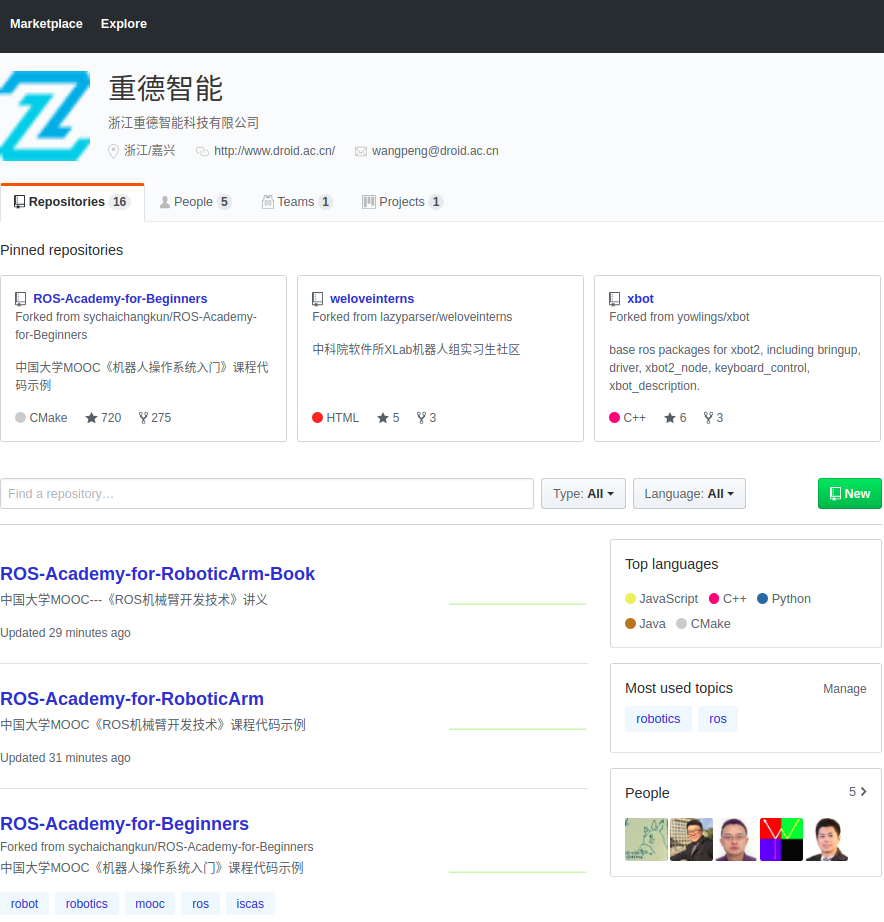 Marketplace Explore
重德智能
浙江重德智能科技有限公司
浙江/嘉兴 http://www.droid.ac.cn/ wangpeng@droid.ac.cn
Repositories 16 People 5 Teams 1 Projects 1
Pinned repositories
ROS-Academy-for-Beginners
Forked from sychaichangkun/ROS-Academy-
for-Beginners
中国大学MOOC《机器人操作系统入门》课程代
码示例
CMake 720 275
weloveinterns
Forked from lazyparser/weloveinterns
中科院软件所XLab机器人组实习生社区
HTML 5 3
xbot
Forked from yowlings/xbot
base ros packages for xbot2, including bringup,
driver, xbot2_node, keyboard_control,
xbot_description.
C++ 6 3
Find a repository…
Type: All
Language: All
New
ROS-Academy-for-RoboticArm-Book
中国大学MOOC---《ROS机械臂开发技术》讲义
Updated 29 minutes ago
ROS-Academy-for-RoboticArm
中国大学MOOC《ROS机械臂开发技术》课程代码示例
Updated 31 minutes ago
ROS-Academy-for-Beginners
Forked from sychaichangkun/ROS-Academy-for-Beginners
中国大学MOOC《机器人操作系统入门》课程代码示例
robot robotics mooc ros iscas
Top languages
JavaScript C++ Python
Java CMake
Most used topics Manage
robotics ros
People 5